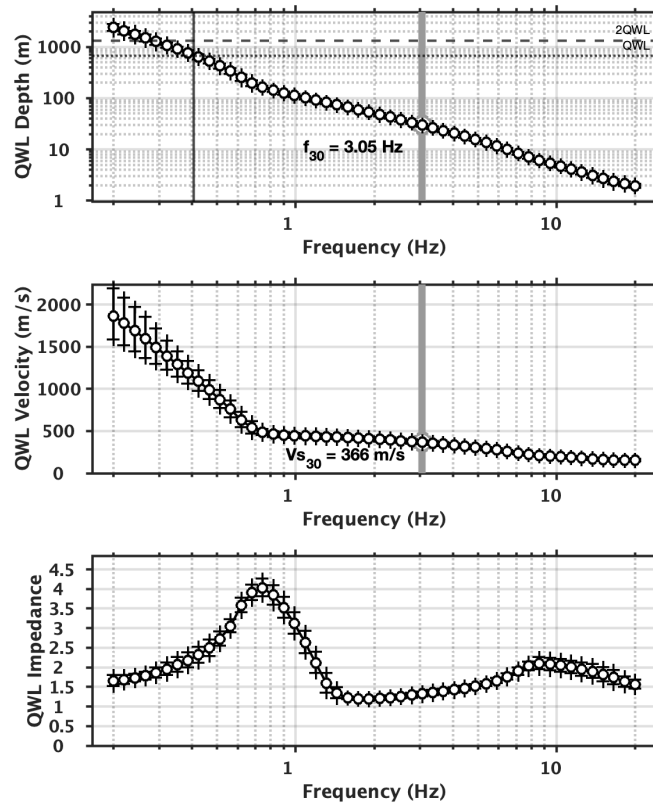 1000
100
10
1
QWL Depth (m)
2QWL
QWL
f30 = 3.05 Hz
1
10
Frequency (Hz)
2000
1500
1000
500
0
QWL Velocity (m/s)
Vs30 = 366 m/s
1
10
Frequency (Hz)
4.5
4
3.5
3
2.5
2
1.5
1
0.5
0
QWL Impedance
1
10
Frequency (Hz)